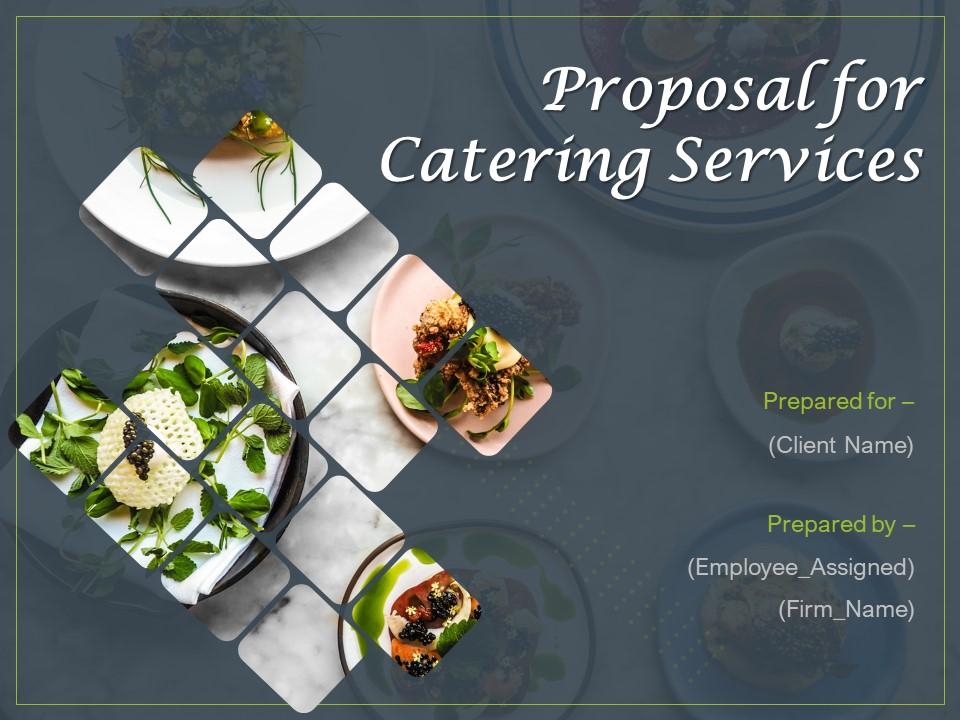 Proposal for
Catering Services
Prepared for –
(Client Name)
Prepared by –
(Employee_Assigned)
(Firm_Name)